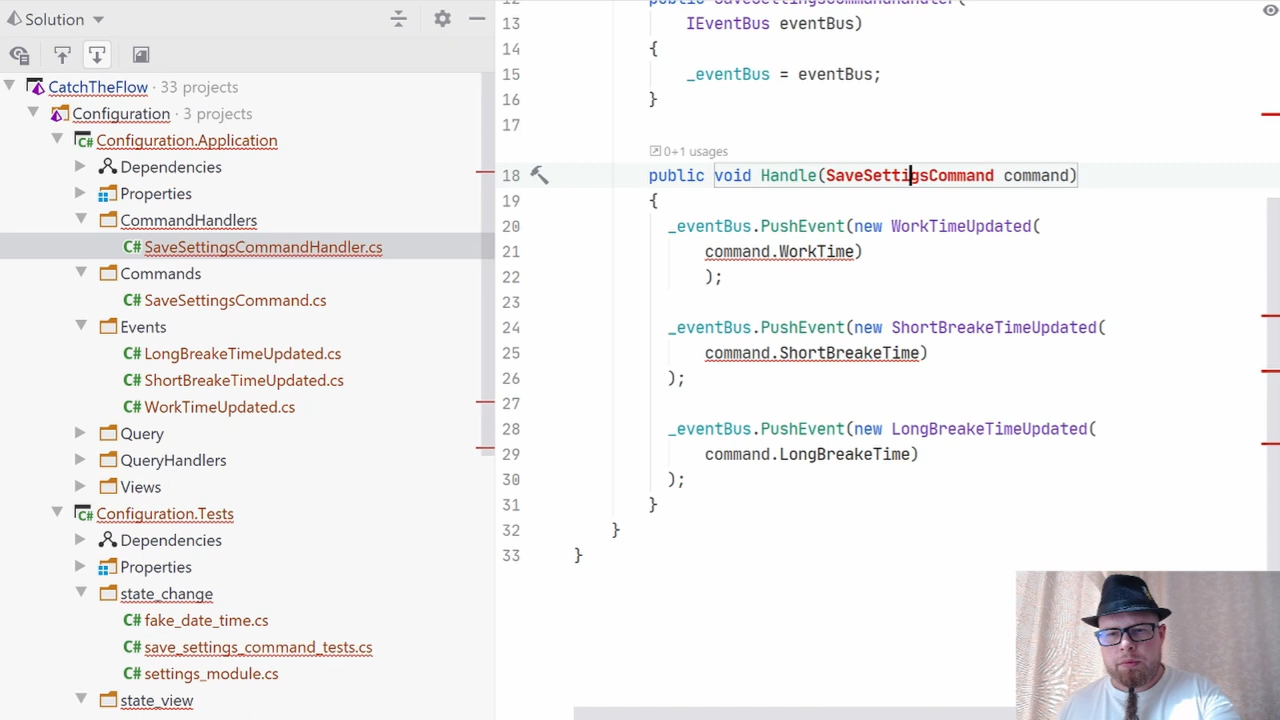 Solution
CatchTheFlow · 33 projects
Configuration · 3 projects
Configuration.Application
Dependencies
Properties
CommandHandlers
C# SaveSettingsCommandHandler.cs
Commands
C# SaveSettingsCommand.cs
Events
C# LongBreakeTimeUpdated.cs
C# ShortBreakeTimeUpdated.cs
C# WorkTimeUpdated.cs
Query
QueryHandlers
Views
Configuration.Tests
Dependencies
Properties
state_change
C# fake_date_time.cs
C# save_settings_command_tests.cs
C# settings_module.cs
state_view
12 public SaveSettingsCommandHandler(
13 IEventBus eventBus)
14 {
15 _eventBus = eventBus;
16 }
17
0+1 usages
18 public void Handle(SaveSettigsCommand command)
19 {
20 _eventBus.PushEvent(new WorkTimeUpdated(
21 command.WorkTime)
22 );
23
24 _eventBus.PushEvent(new ShortBreakeTimeUpdated(
25 command.ShortBreakeTime)
26 );
27
28 _eventBus.PushEvent(new LongBreakeTimeUpdated(
29 command.LongBreakeTime)
30 );
31 }
32 }
33 }